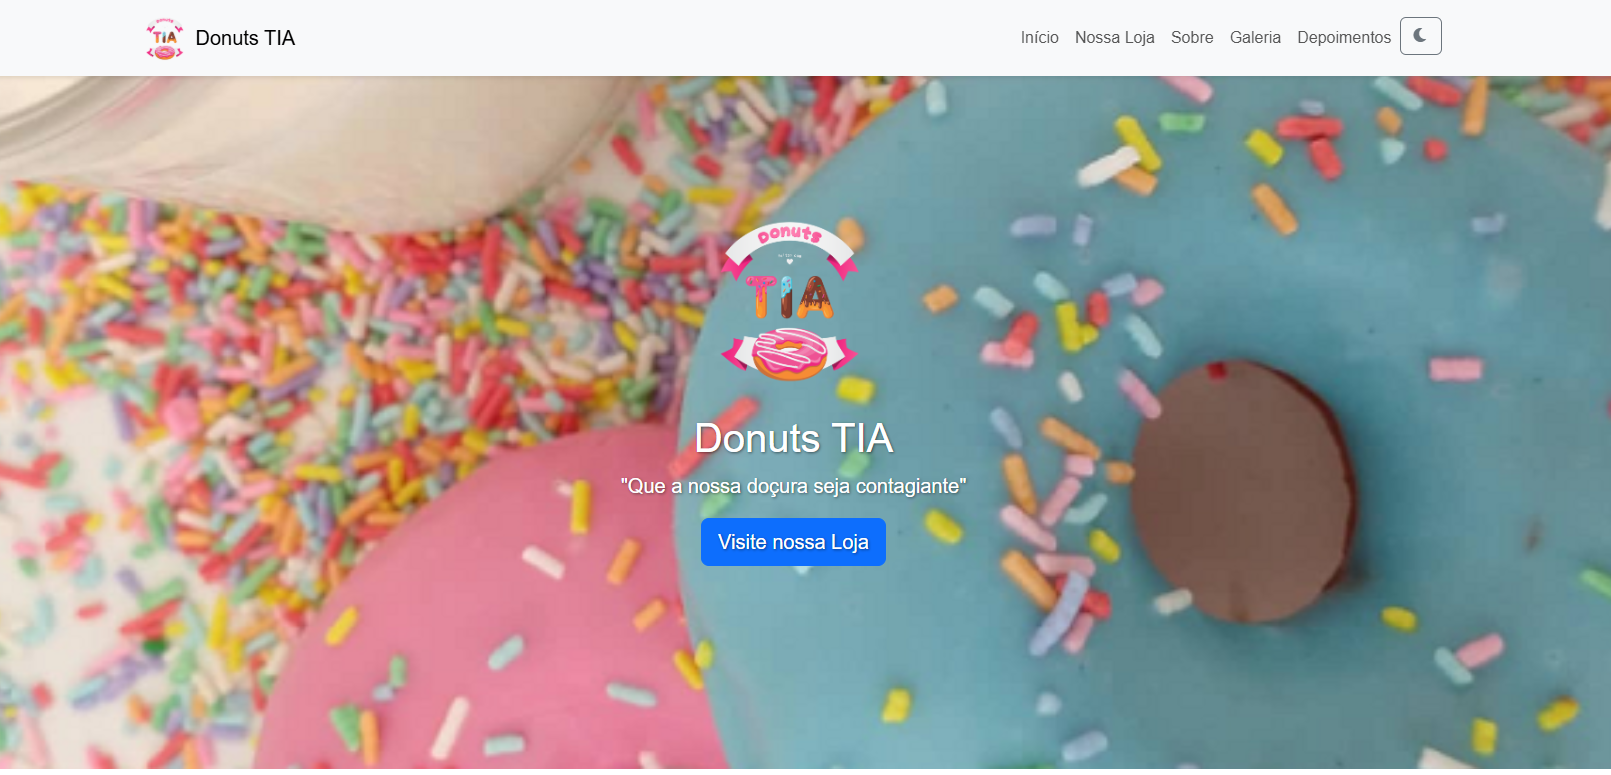 Donuts
TIA
Donuts TIA
Início Nossa Loja Sobre Galeria Depoimentos
Donuts
TIA
Donuts TIA
"Que a nossa doçura seja contagiante"
Visite nossa Loja